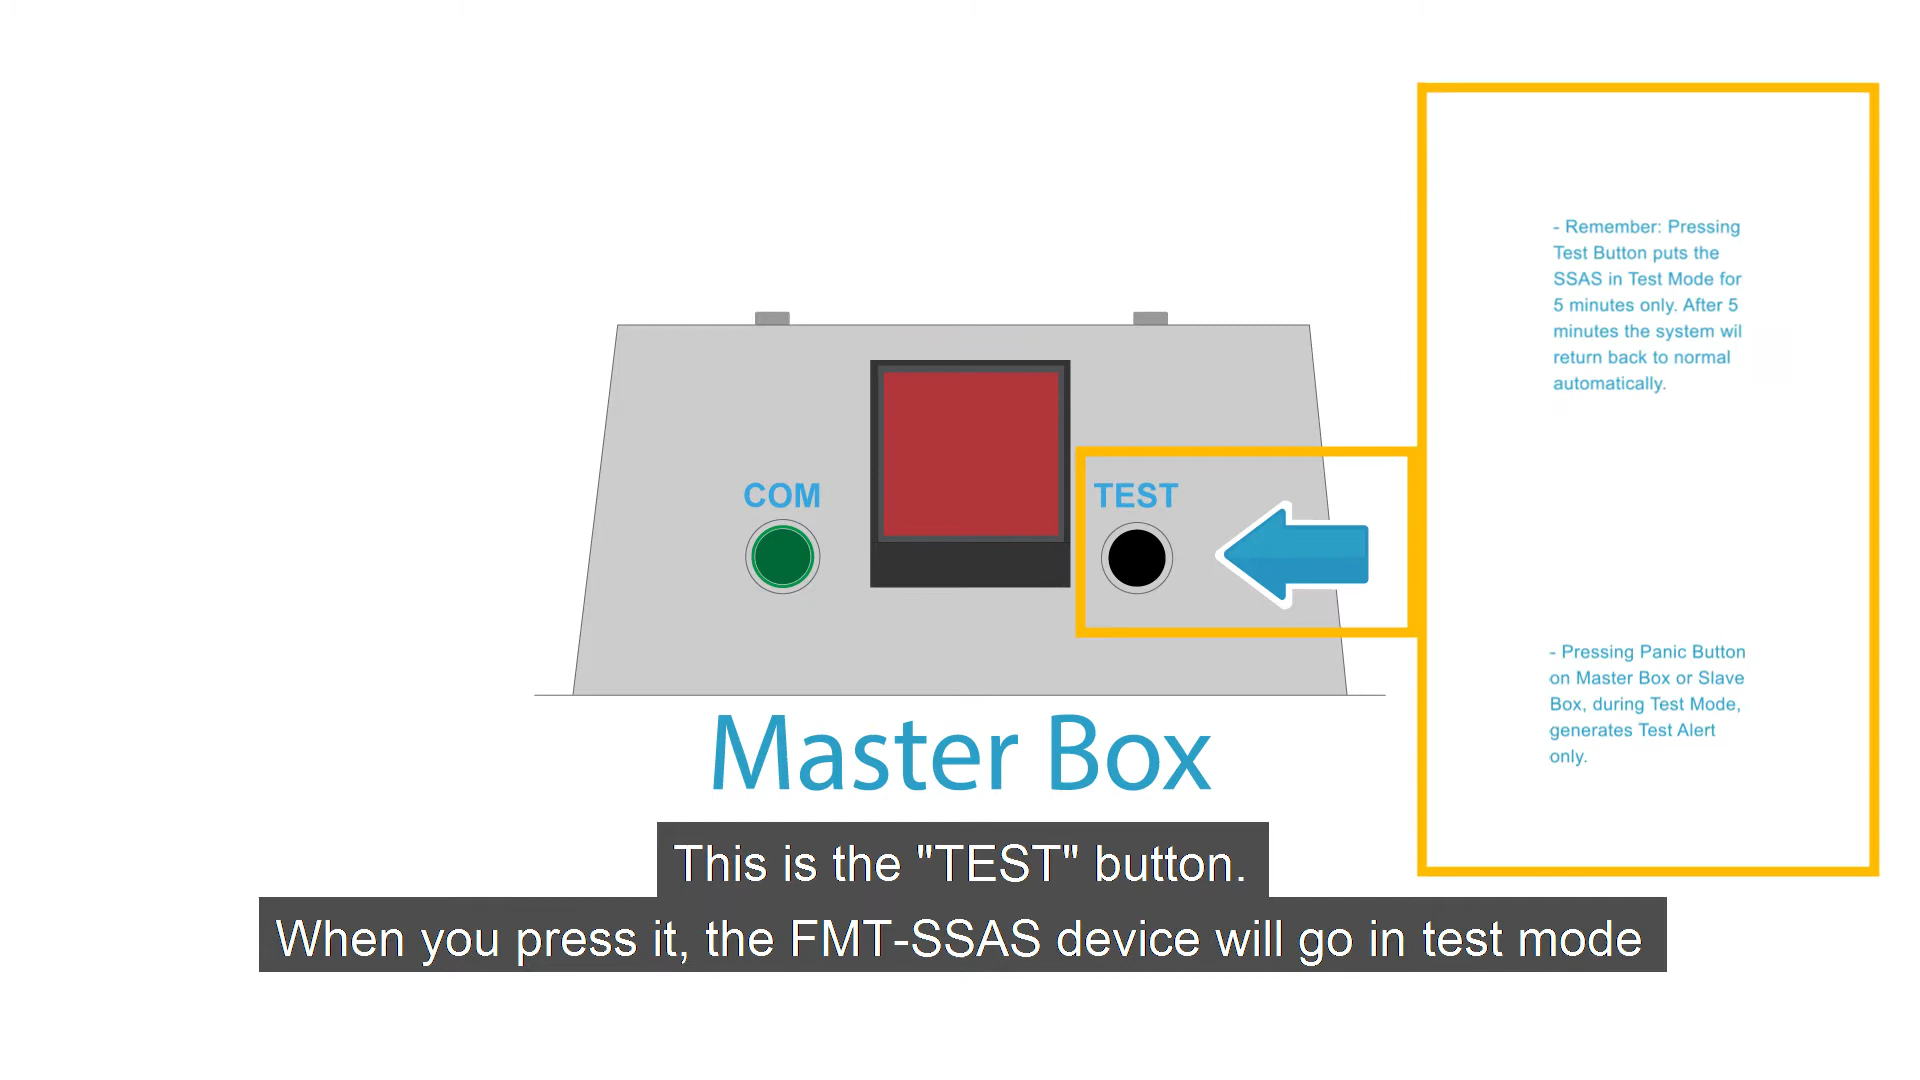 - Remember: Pressing
Test Button puts the
SSAS in Test Mode for
5 minutes only. After 5
minutes the system wil
return back to normal
automatically.
COM
TEST
- Pressing Panic Button
on Master Box or Slave
Box, during Test Mode,
generates Test Alert
only.
Master Box
This is the "TEST" button.
When you press it, the FMT-SSAS device will go in test mode